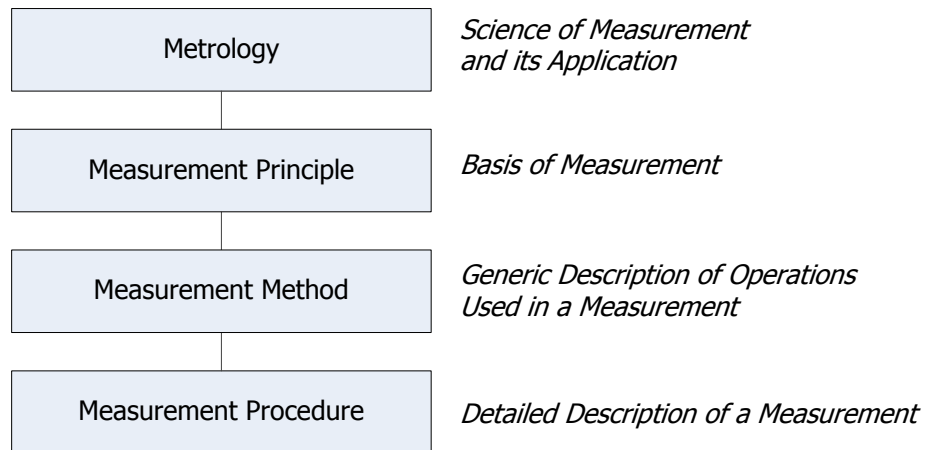 Metrology
Science of Measurement
and its Application
Measurement Principle
Basis of Measurement
Measurement Method
Generic Description of Operations
Used in a Measurement
Measurement Procedure
Detailed Description of a Measurement